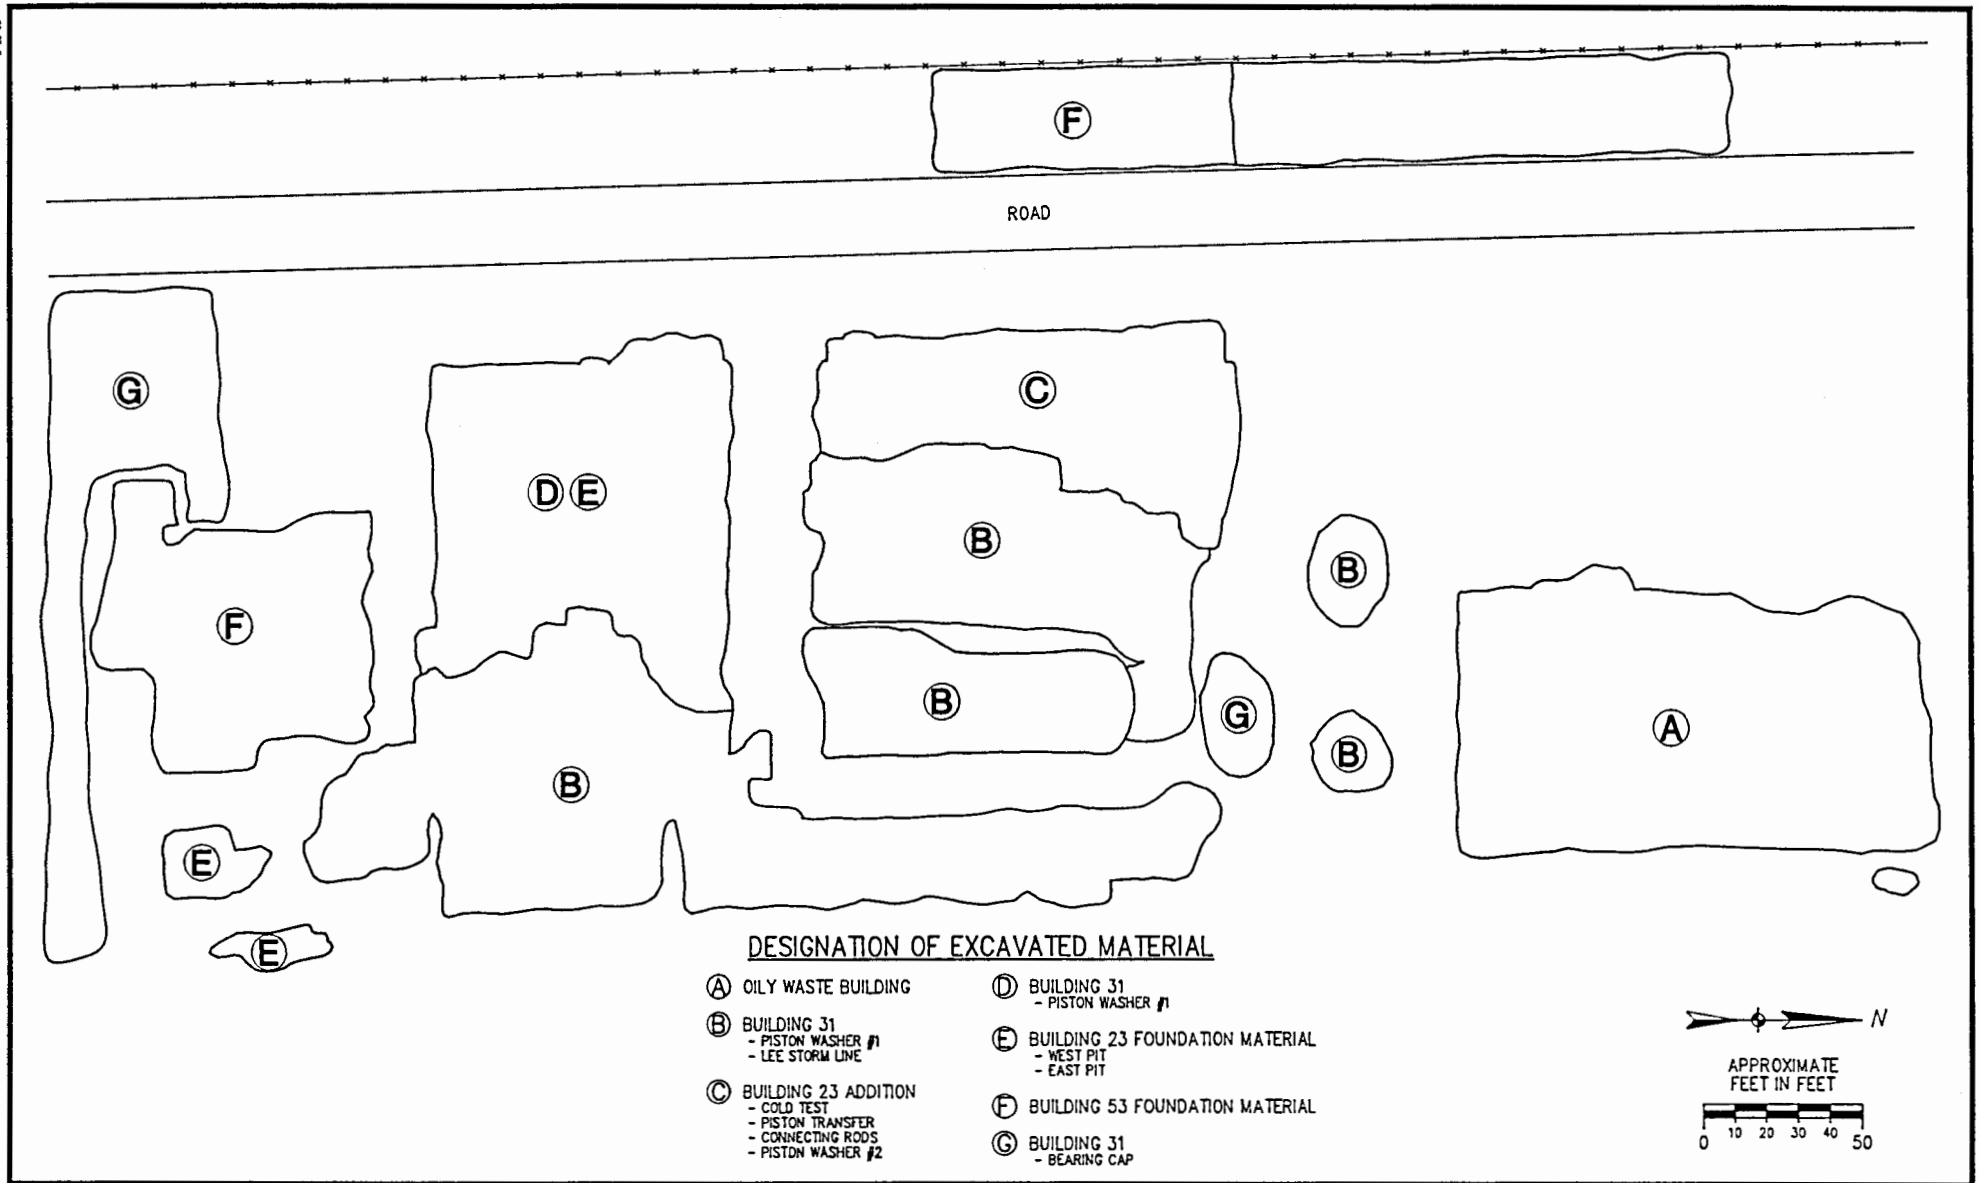 F
ROAD
G
C
D E
B
B
F
B
G
A
B
B
E
E
DESIGNATION OF EXCAVATED MATERIAL
A OILY WASTE BUILDING
B BUILDING 31
- PISTON WASHER #1
- LEE STORM LINE
C BUILDING 23 ADDITION
- COLD TEST
- PISTON TRANSFER
- CONNECTING RODS
- PISTON WASHER #2
D BUILDING 31
- PISTON WASHER #1
E BUILDING 23 FOUNDATION MATERIAL
- WEST PIT
- EAST PIT
F BUILDING 53 FOUNDATION MATERIAL
G BUILDING 31
- BEARING CAP
N
APPROXIMATE
FEET IN FEET
0 10 20 30 40 50